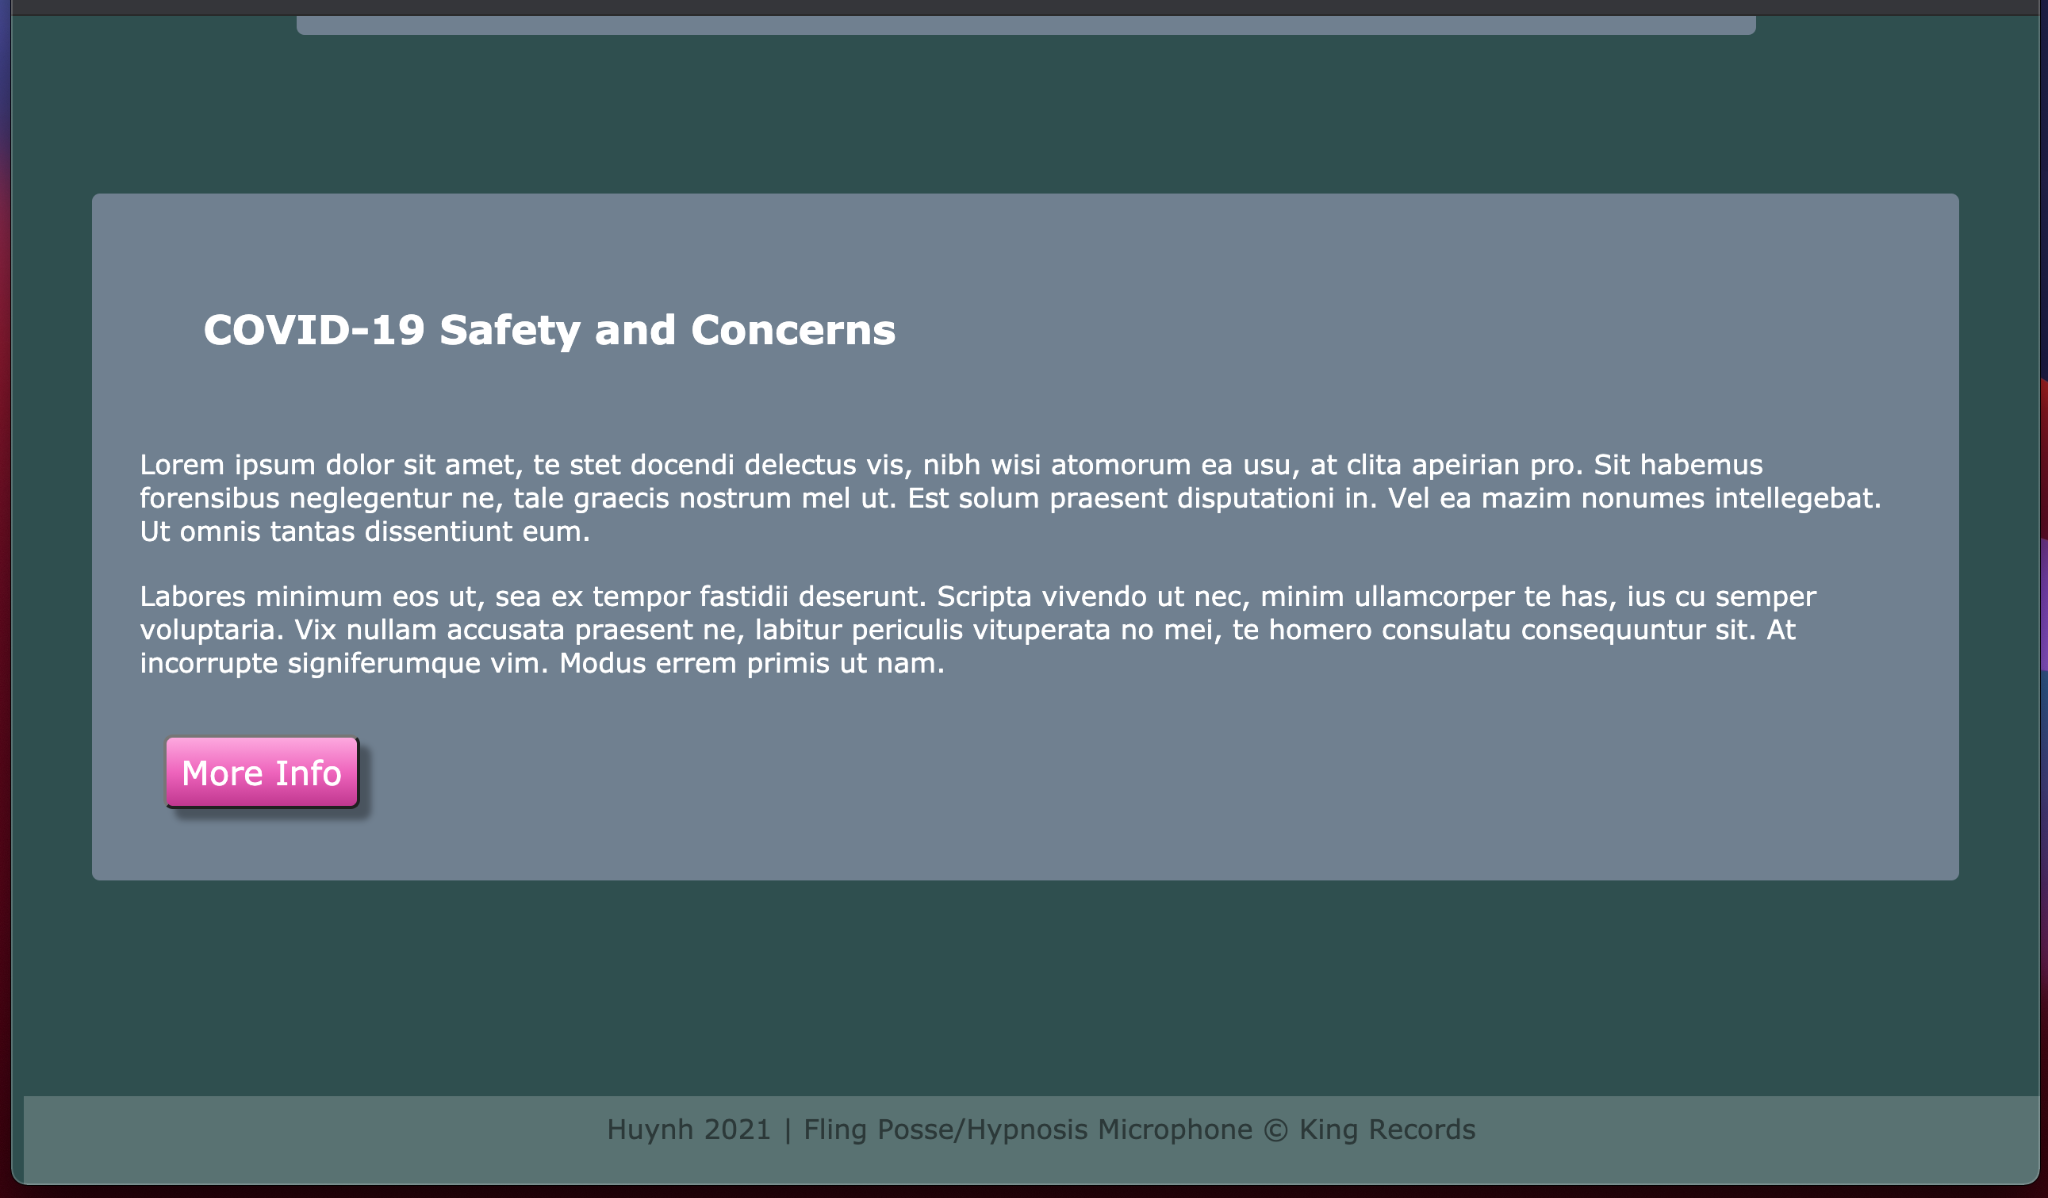 COVID-19 Safety and Concerns
Lorem ipsum dolor sit amet, te stet docendi delectus vis, nibh wisi atomorum ea usu, at clita apeirian pro. Sit habemus
forensibus neglegentur ne, tale graecis nostrum mel ut. Est solum praesent disputationi in. Vel ea mazim nonumes intellegebat.
Ut omnis tantas dissentiunt eum.
Labores minimum eos ut, sea ex tempor fastidii deserunt. Scripta vivendo ut nec, minim ullamcorper te has, ius cu semper
voluptaria. Vix nullam accusata praesent ne, labitur periculis vituperata no mei, te homero consulatu consequuntur sit. At
incorrupte signiferumque vim. Modus errem primis ut nam.
More Info
Huynh 2021 | Fling Posse/Hypnosis Microphone © King Records